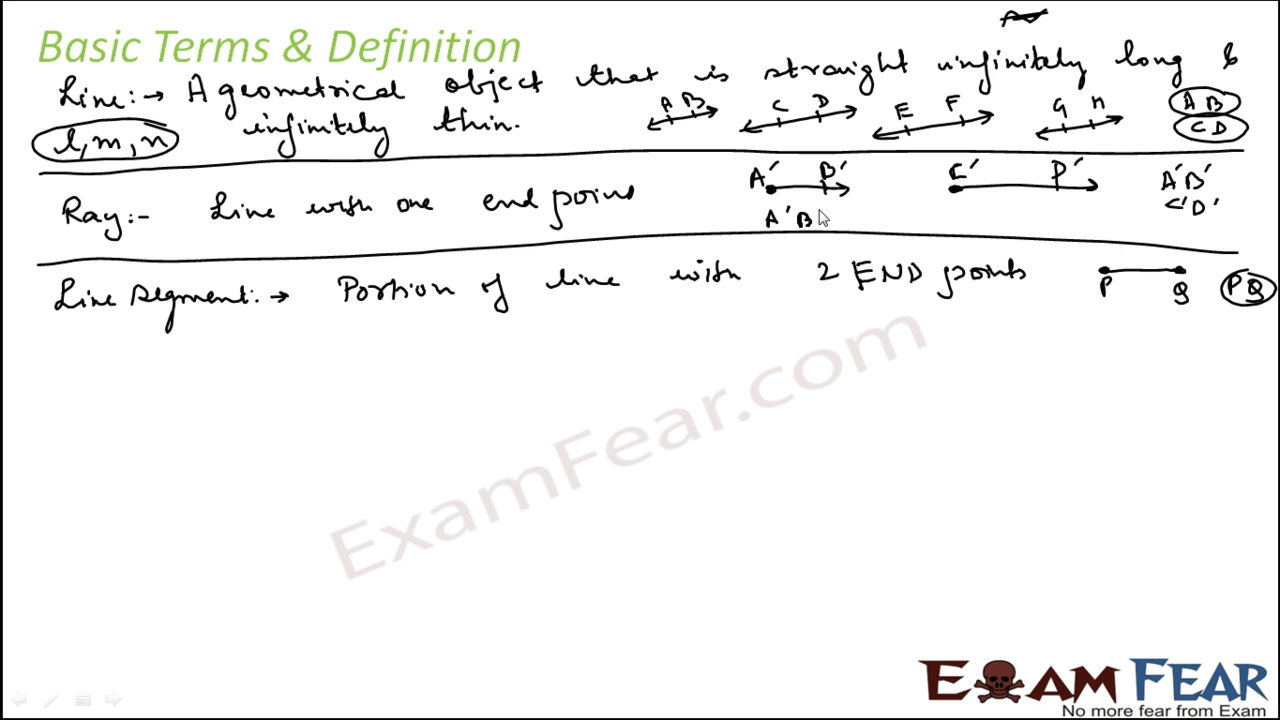 Basic Terms & Definition
Line:→ A geometrical object that is straight infinitely long &
infinitely thin.
l, m, n
A B C D E F G H
A B
C D
Ray:- Line with one end point
A′ B′ C′ D′
A′B′
C′D′
A′B
Line Segment:→ Portion of line with 2 END points
P Q
PQ
ExamFear.com
EXAM FEAR
No more fear from Exam